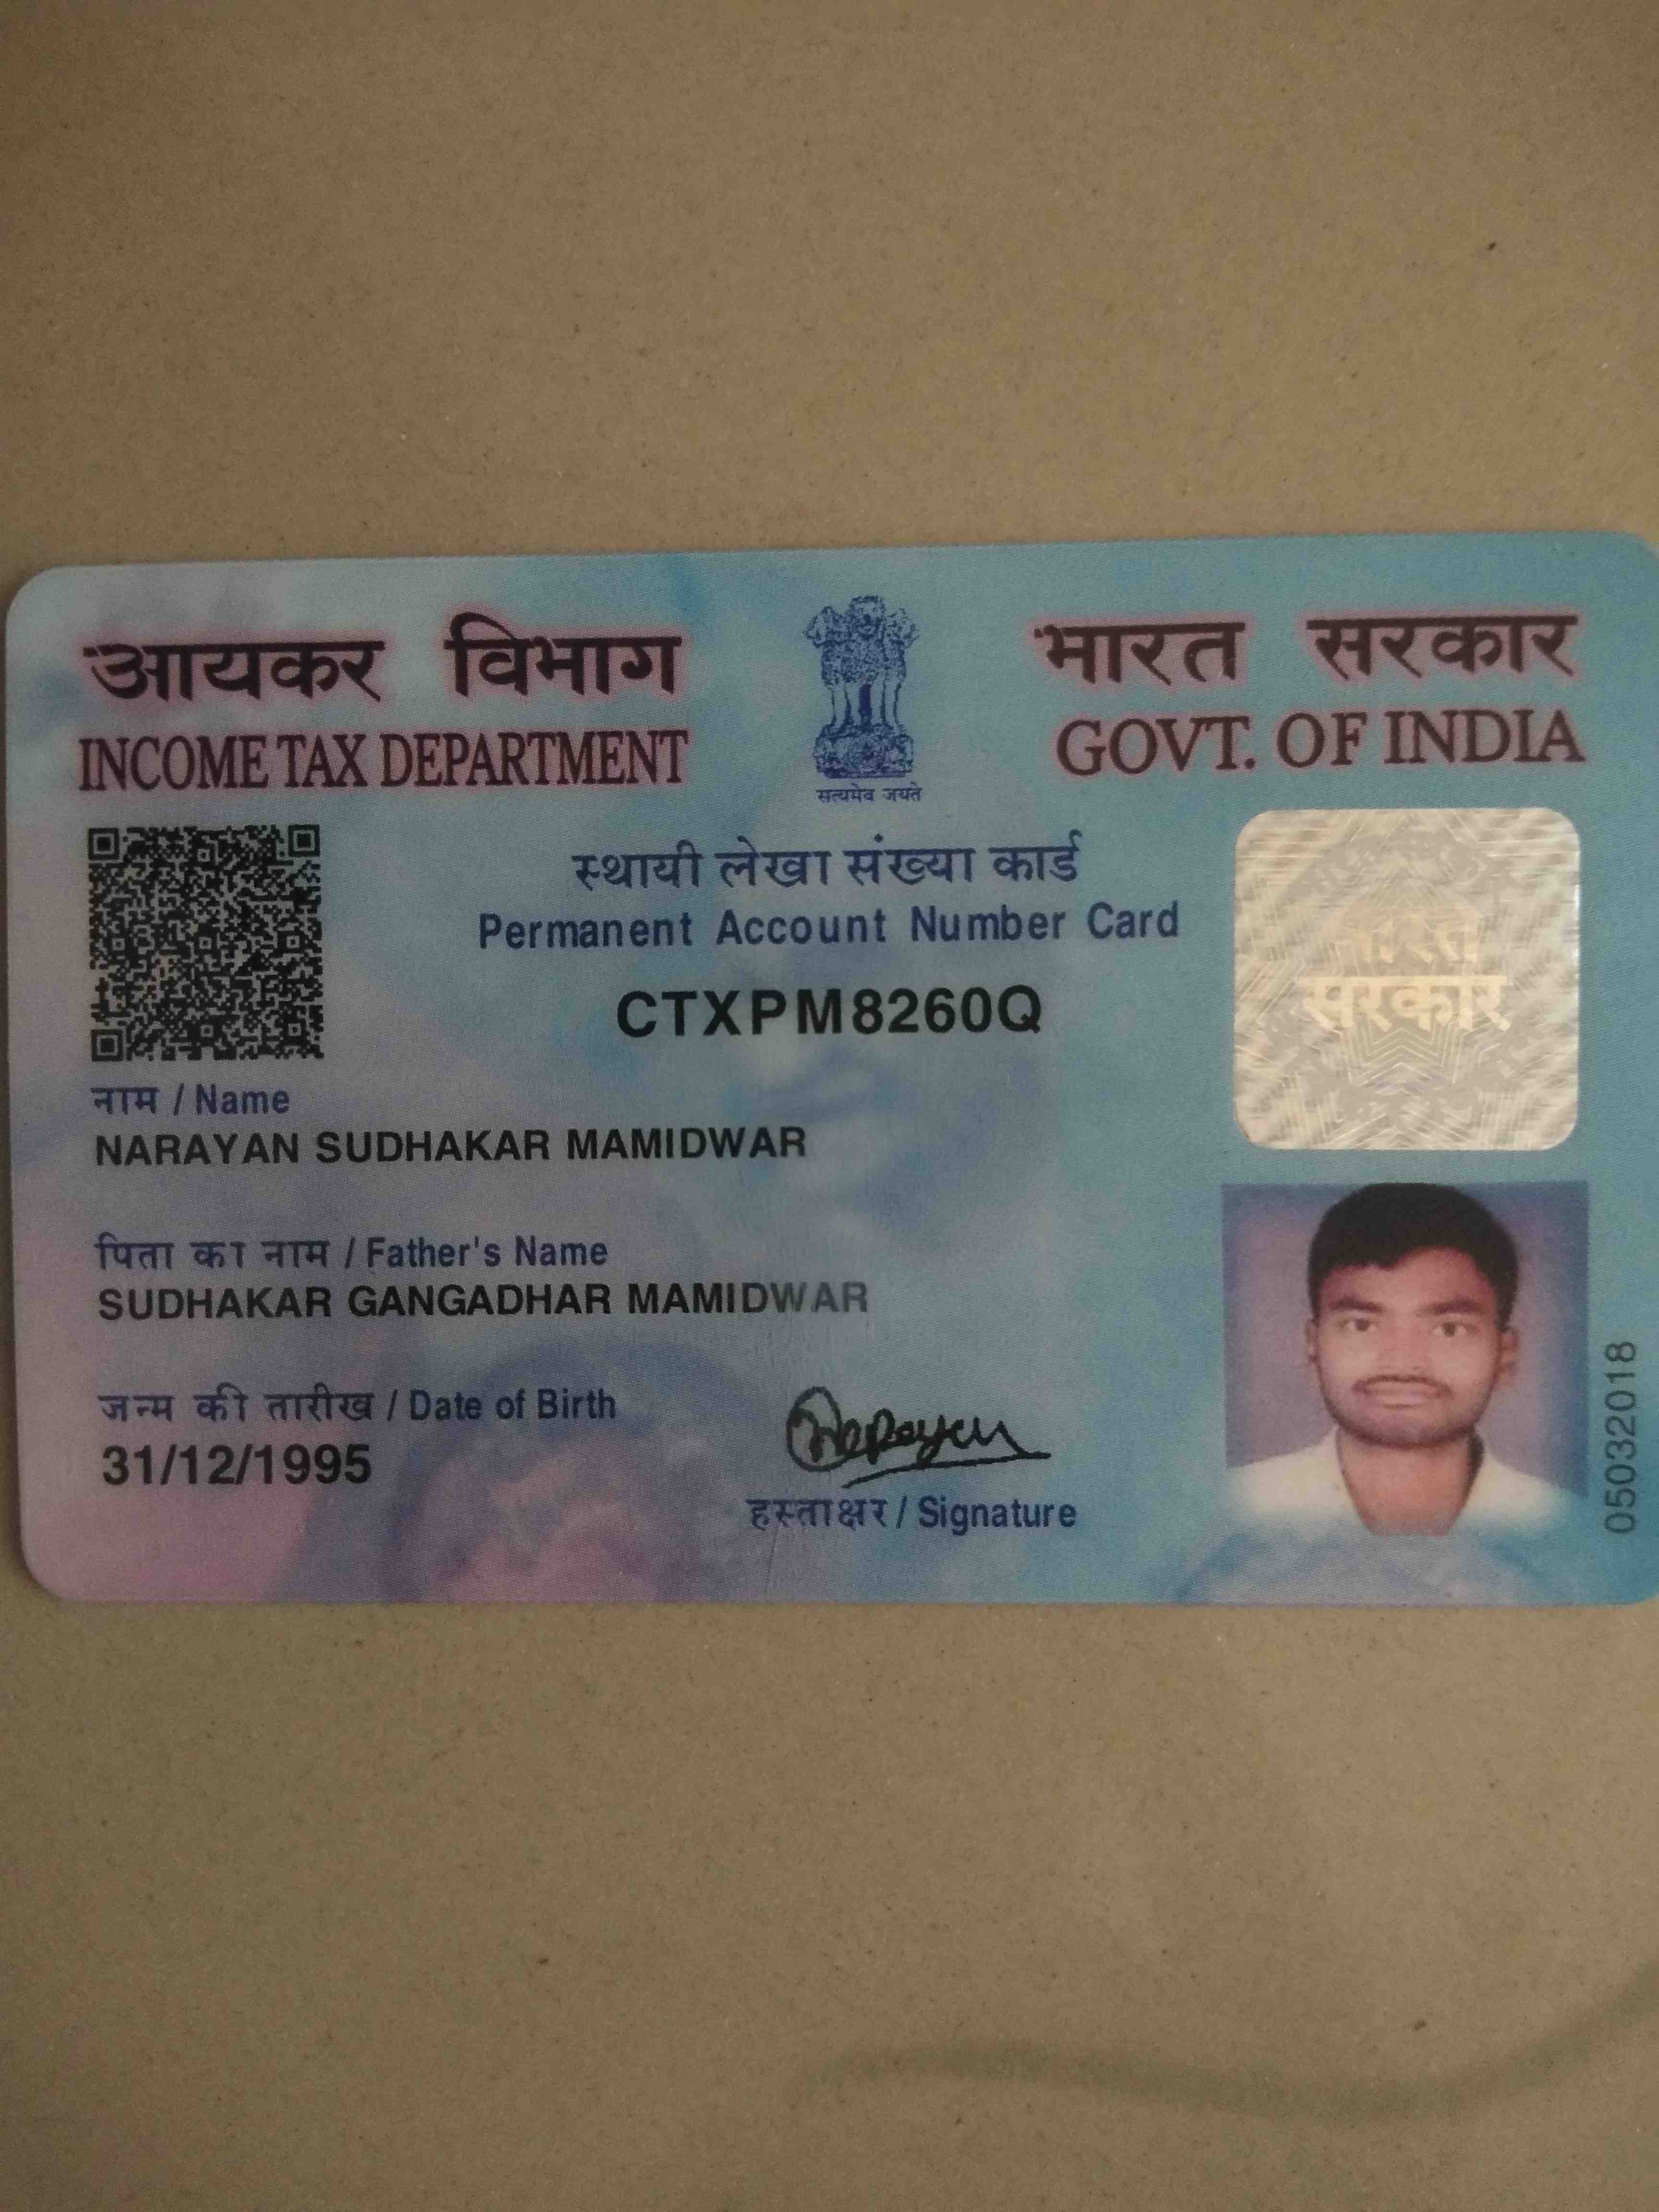 आयकर विभाग
INCOME TAX DEPARTMENT
सत्यमेव जयते
भारत सरकार
GOVT. OF INDIA
स्थायी लेखा संख्या कार्ड
Permanent Account Number Card
CTXPM8260Q
भारत
सरकार
नाम / Name
NARAYAN SUDHAKAR MAMIDWAR
पिता का नाम / Father's Name
SUDHAKAR GANGADHAR MAMIDWAR
जन्म की तारीख / Date of Birth
31/12/1995
Narayan
हस्ताक्षर / Signature
05032018